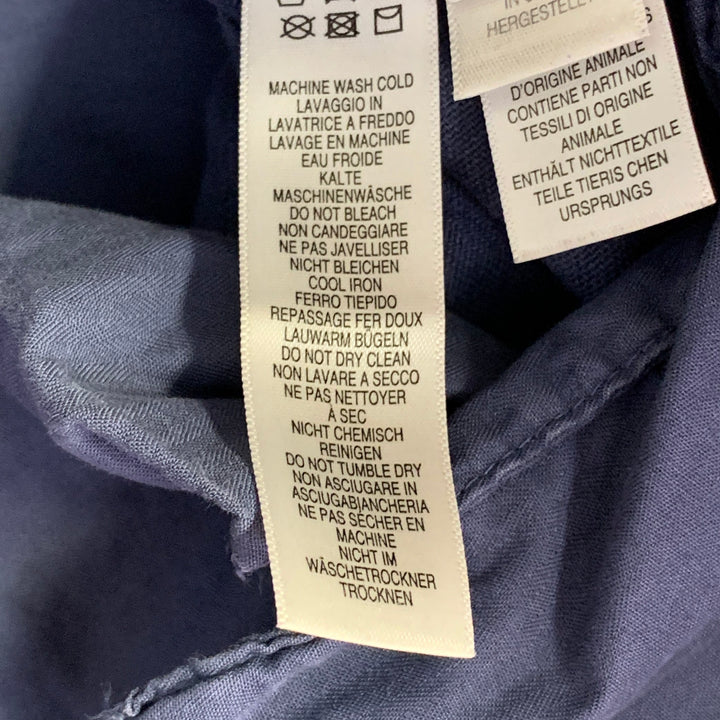 MACHINE WASH COLD
LAVAGGIO IN
LAVATRICE A FREDDO
LAVAGE EN MACHINE
EAU FROIDE
KALTE
MASCHINENWÄSCHE
DO NOT BLEACH
NON CANDEGGIARE
NE PAS JAVELLISER
NICHT BLEICHEN
COOL IRON
FERRO TIEPIDO
REPASSAGE FER DOUX
LAUWARM BÜGELN
DO NOT DRY CLEAN
NON LAVARE A SECCO
NE PAS NETTOYER
À SEC
NICHT CHEMISCH
REINIGEN
DO NOT TUMBLE DRY
NON ASCIUGARE IN
ASCIUGABIANCHERIA
NE PAS SÉCHER EN
MACHINE
NICHT IM
WÄSCHETROCKNER
TROCKNEN
HERGESTELLT
D'ORIGINE ANIMALE
CONTIENE PARTI NON
TESSILI DI ORIGINE
ANIMALE
ENTHÄLT NICHTTEXTILE
TEILE TIERIS CHEN
URSPRUNGS